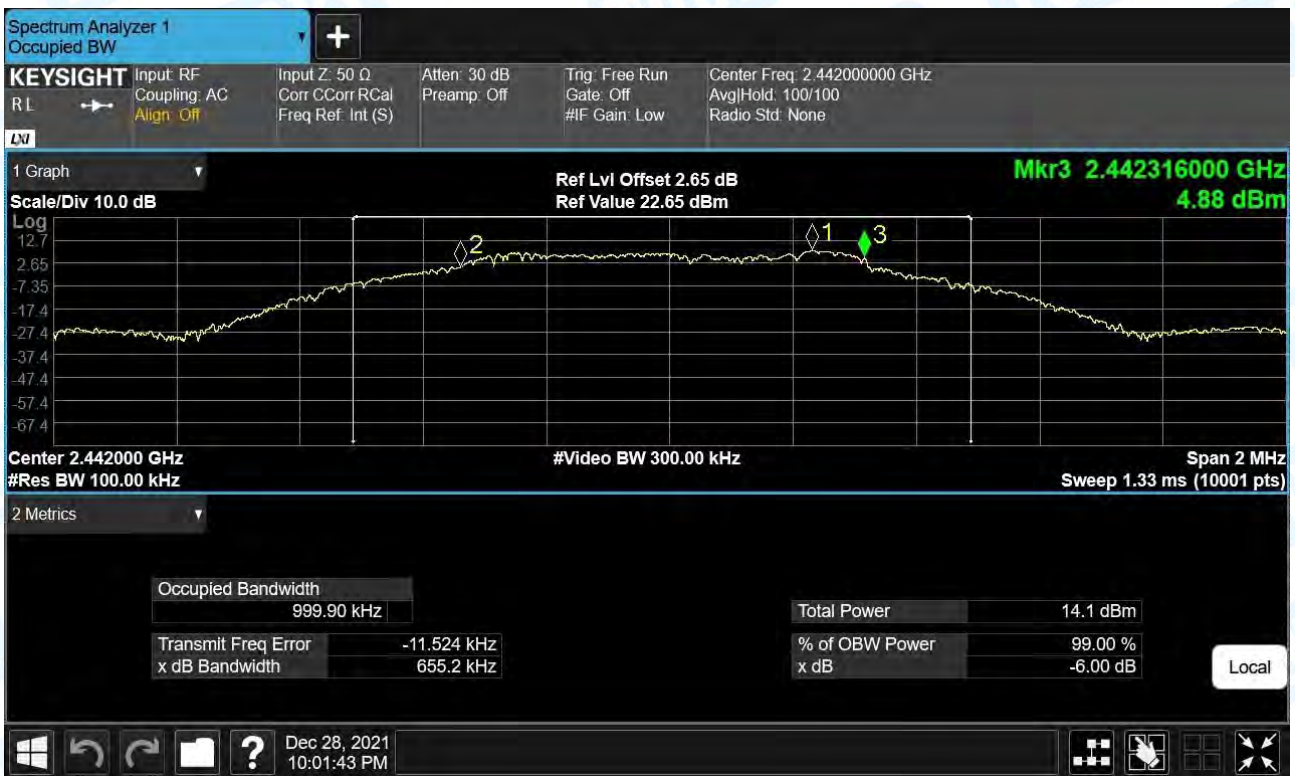 Spectrum Analyzer 1
Occupied BW
KEYSIGHT
R L
LXI
Input: RF
Coupling: AC
Align: Off
Input Z: 50 Ω
Corr CCorr RCal
Freq Ref: Int (S)
Atten: 30 dB
Preamp: Off
Trig: Free Run
Gate: Off
#IF Gain: Low
Center Freq: 2.442000000 GHz
Avg|Hold: 100/100
Radio Std: None
1 Graph
Scale/Div 10.0 dB
Ref Lvl Offset 2.65 dB
Ref Value 22.65 dBm
Mkr3 2.442316000 GHz
4.88 dBm
Log
12.7
2.65
-7.35
-17.4
-27.4
-37.4
-47.4
-57.4
-67.4
2
1
3
Center 2.442000 GHz
#Res BW 100.00 kHz
#Video BW 300.00 kHz
Span 2 MHz
Sweep 1.33 ms (10001 pts)
2 Metrics
Occupied Bandwidth
999.90 kHz
Transmit Freq Error -11.524 kHz
x dB Bandwidth 655.2 kHz
Total Power 14.1 dBm
% of OBW Power 99.00 %
x dB -6.00 dB
Local
?
Dec 28, 2021
10:01:43 PM